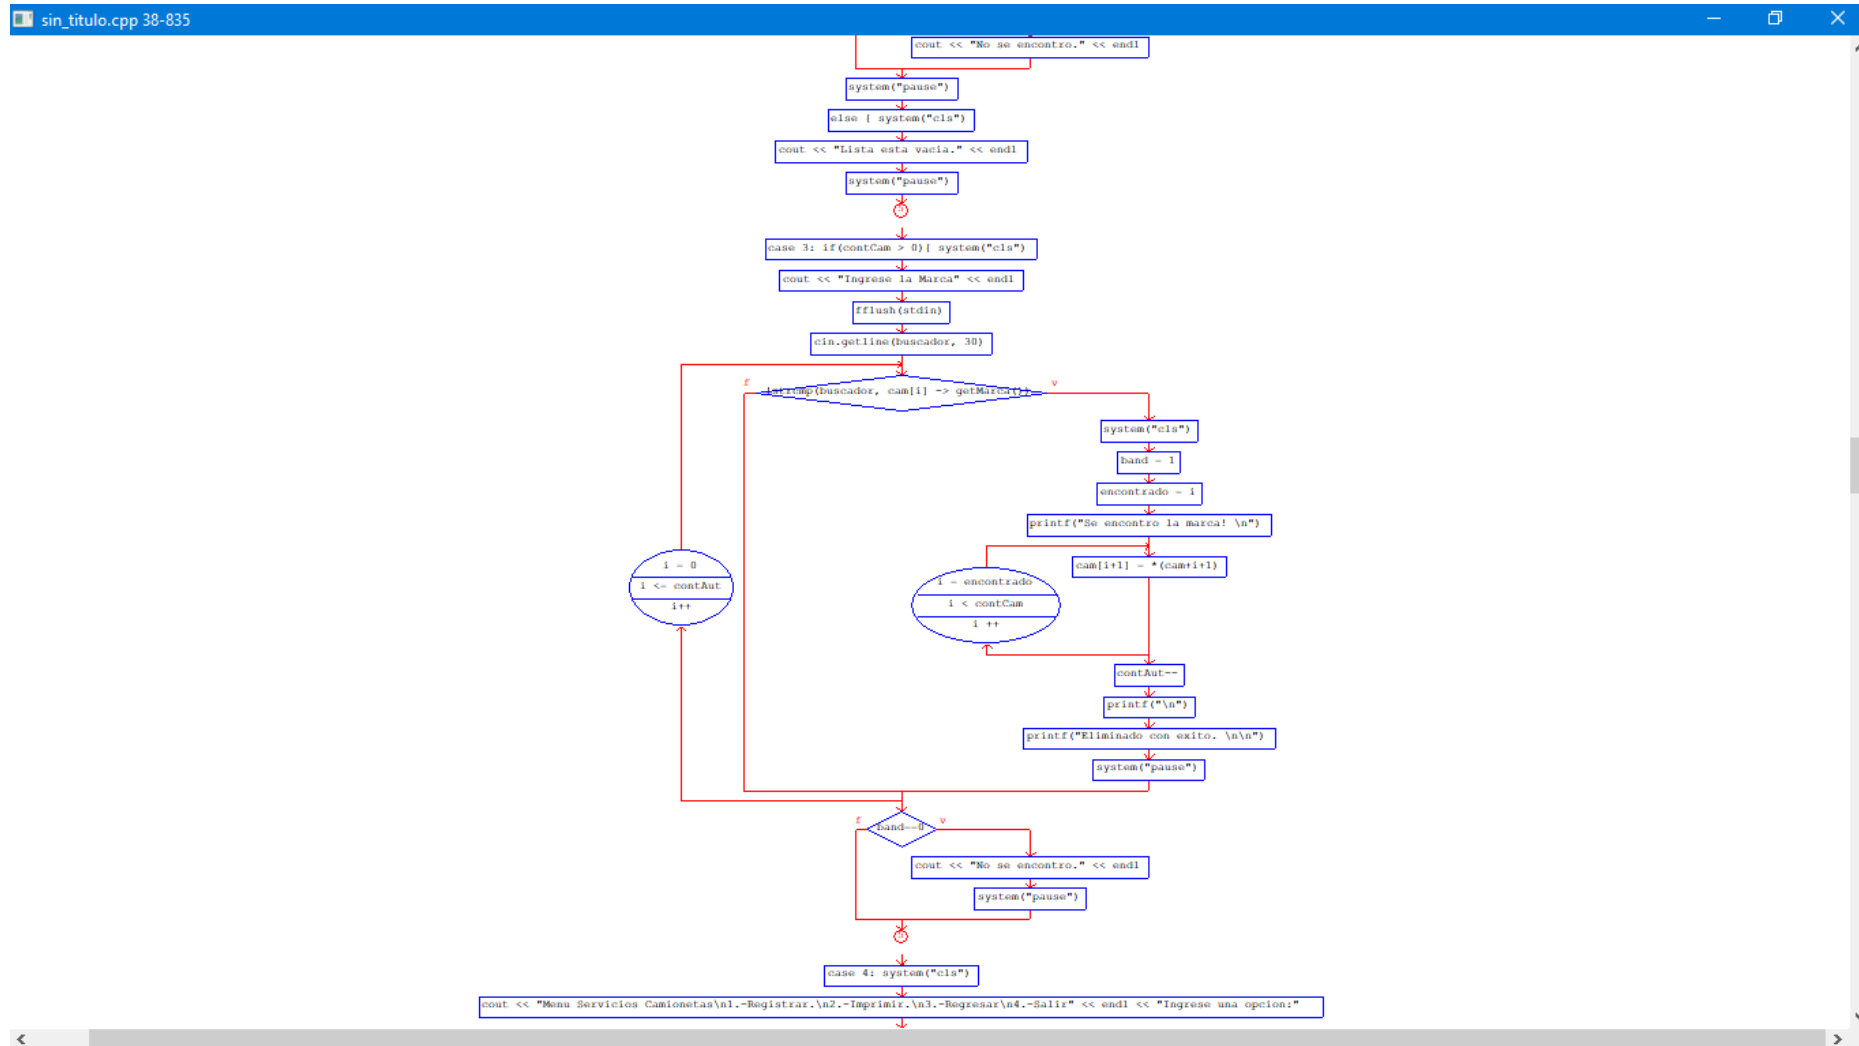 sin_titulo.cpp 38-835
cout << "No se encontro." << endl
system("pause")
else { system("cls")
cout << "Lista esta vacia." << endl
system("pause")
case 3: if(contCam > 0){ system("cls")
cout << "Ingrese la Marca" << endl
fflush(stdin)
cin.getline(buscador, 30)
f
!strcmp(buscador, cam[i] -> getMarca())
v
system("cls")
band = 1
encontrado = i
printf("Se encontro la marca! \n")
i = 0
i <= contAut
i++
i = encontrado
i < contCam
i ++
cam[i+1] = *(cam+i+1)
contAut--
printf("\n")
printf("Eliminado con exito. \n\n")
system("pause")
f
band==0
v
cout << "No se encontro." << endl
system("pause")
case 4: system("cls")
cout << "Menu Servicios Camionetas\n1.-Registrar.\n2.-Imprimir.\n3.-Regresar\n4.-Salir" << endl << "Ingrese una opcion:"